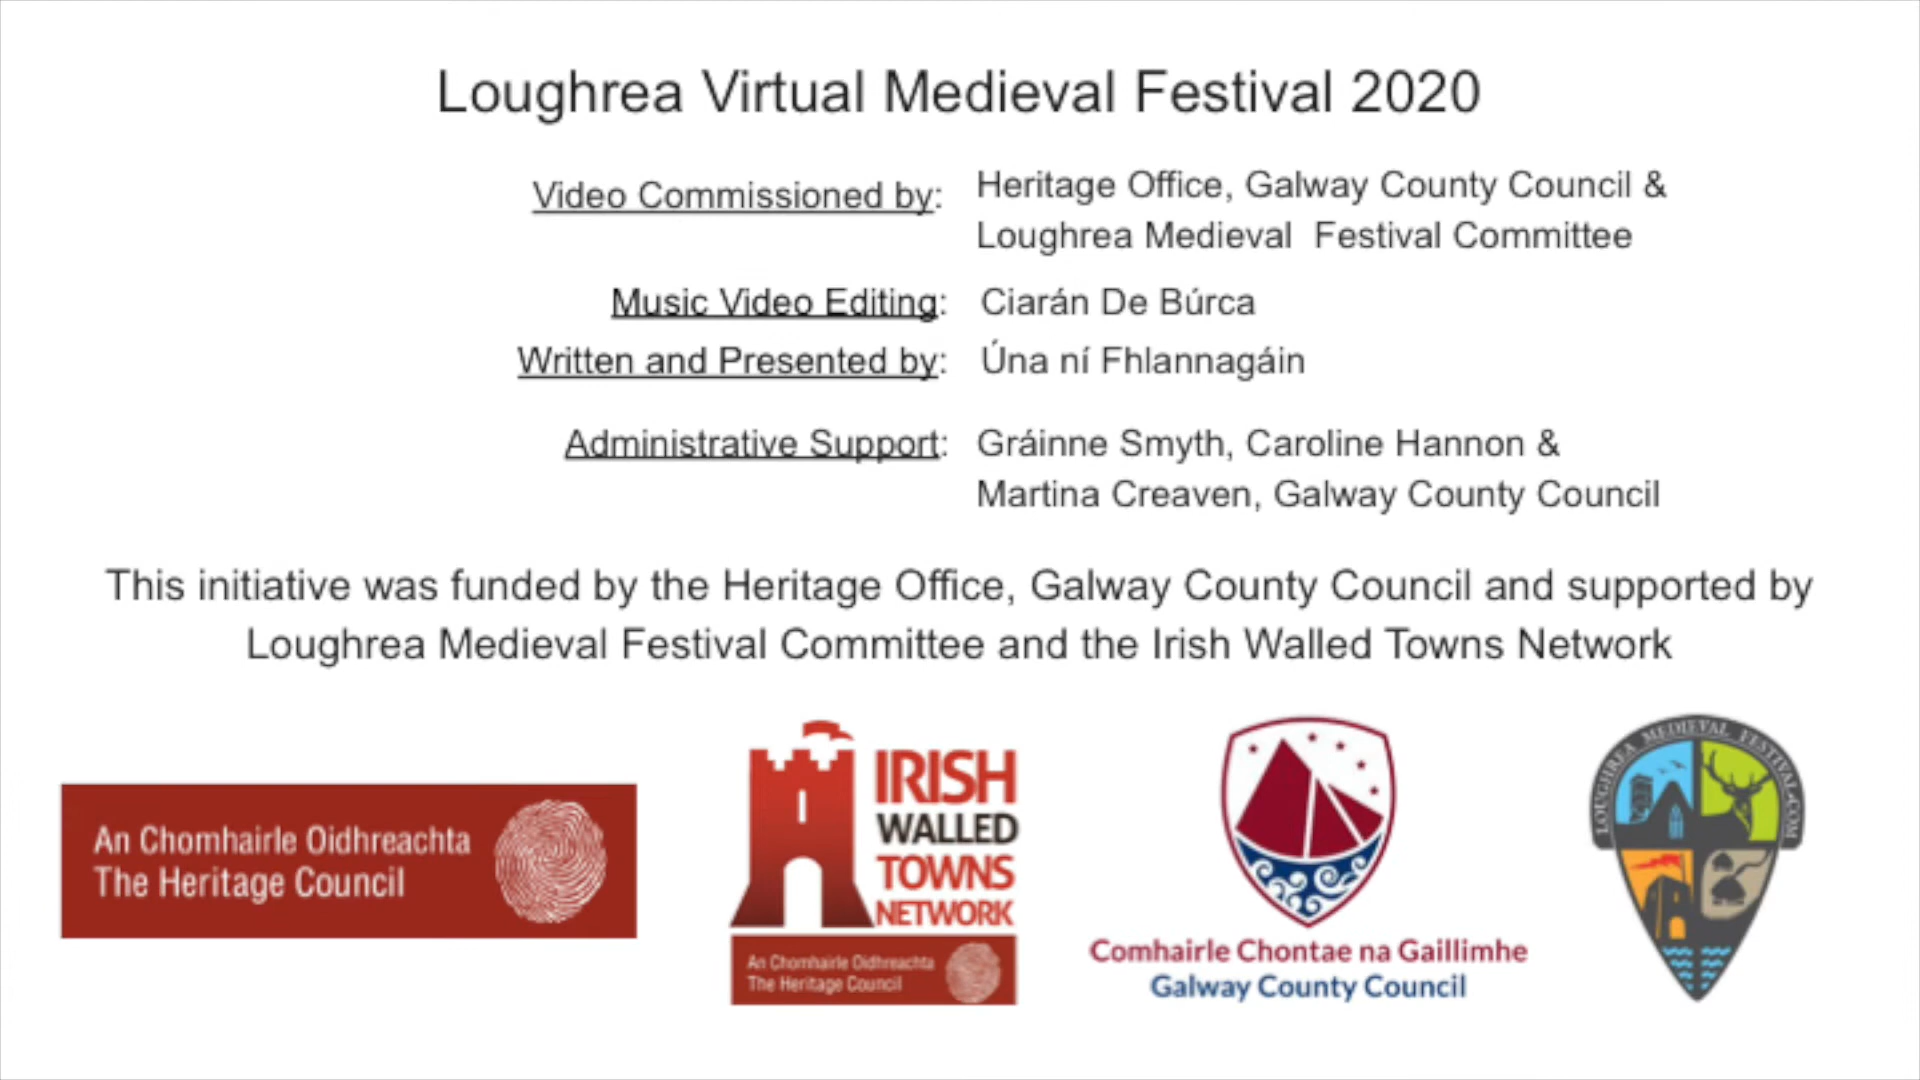 Loughrea Virtual Medieval Festival 2020
Video Commissioned by: Heritage Office, Galway County Council &
Loughrea Medieval Festival Committee
Music Video Editing: Ciarán De Búrca
Written and Presented by: Úna ní Fhlannagáin
Administrative Support: Gráinne Smyth, Caroline Hannon &
Martina Creaven, Galway County Council
This initiative was funded by the Heritage Office, Galway County Council and supported by
Loughrea Medieval Festival Committee and the Irish Walled Towns Network
An Chomhairle Oidhreachta
The Heritage Council
IRISH
WALLED
TOWNS
NETWORK
An Chomhairle Oidhreachta
The Heritage Council
Comhairle Chontae na Gaillimhe
Galway County Council
LOUGHREA MEDIEVAL FESTIVAL.COM